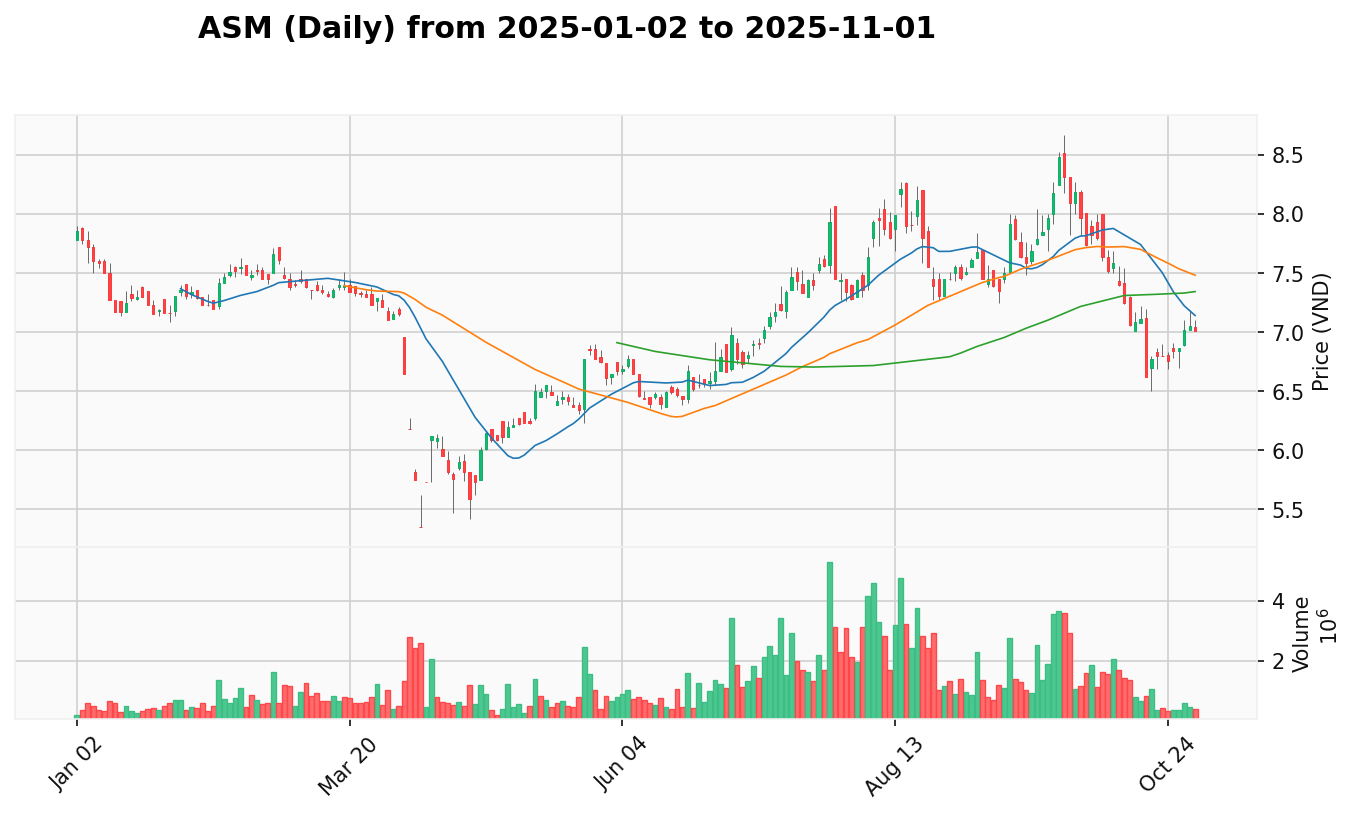 ASM (Daily) from 2025-01-02 to 2025-11-01
8.5
8.0
7.5
7.0
6.5
6.0
5.5
Price (VND)
4
2
Volume
10⁶
Jan 02
Mar 20
Jun 04
Aug 13
Oct 24